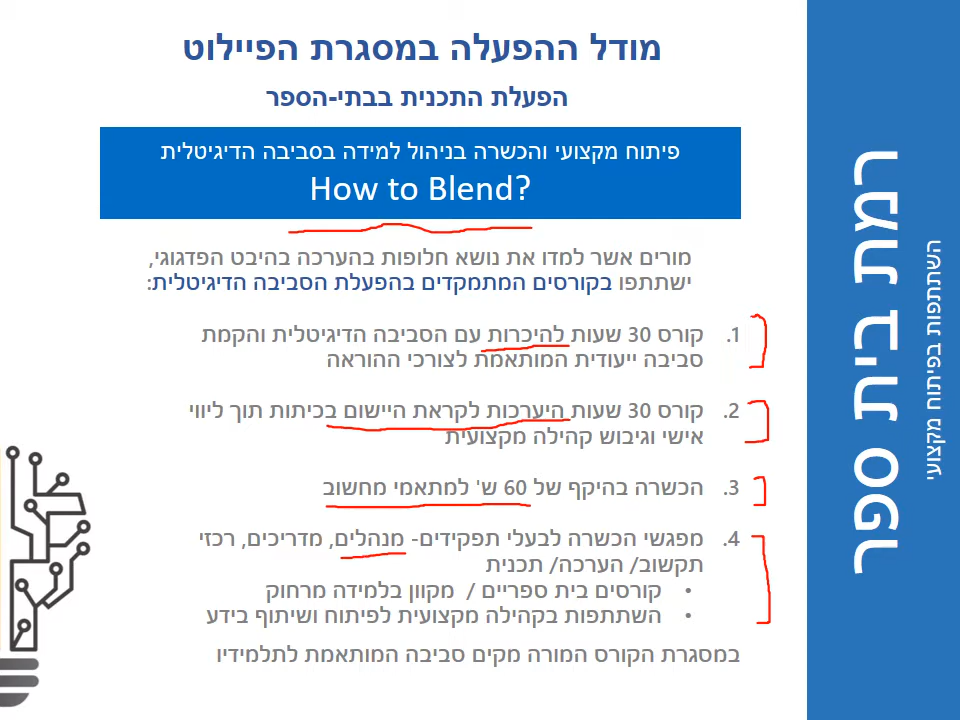 מודל ההפעלה במסגרת הפיילוט
הפעלת התכנית בבתי-הספר
פיתוח מקצועי והכשרה בניהול למידה בסביבה הדיגיטלית
How to Blend?
מורים אשר למדו את נושא חלופות בהערכה בהיבט הפדגוגי,
ישתתפו בקורסים המתמקדים בהפעלת הסביבה הדיגיטלית:
1. קורס 30 שעות להיכרות עם הסביבה הדיגיטלית והקמת
סביבה ייעודית המותאמת לצורכי ההוראה
2. קורס 30 שעות היערכות לקראת היישום בכיתות תוך ליווי
אישי וגיבוש קהילה מקצועית
3. הכשרה בהיקף של 60 ש' למתאמי מחשוב
4. מפגשי הכשרה לבעלי תפקידים- מנהלים, מדריכים, רכזי
תקשוב/ הערכה/ תכנית
• קורסים בית ספריים / מקוון בלמידה מרחוק
• השתתפות בקהילה מקצועית לפיתוח ושיתוף בידע
במסגרת הקורס המורה מקים סביבה המותאמת לתלמידיו
רמת בית ספר
השתתפות בפיתוח מקצועי